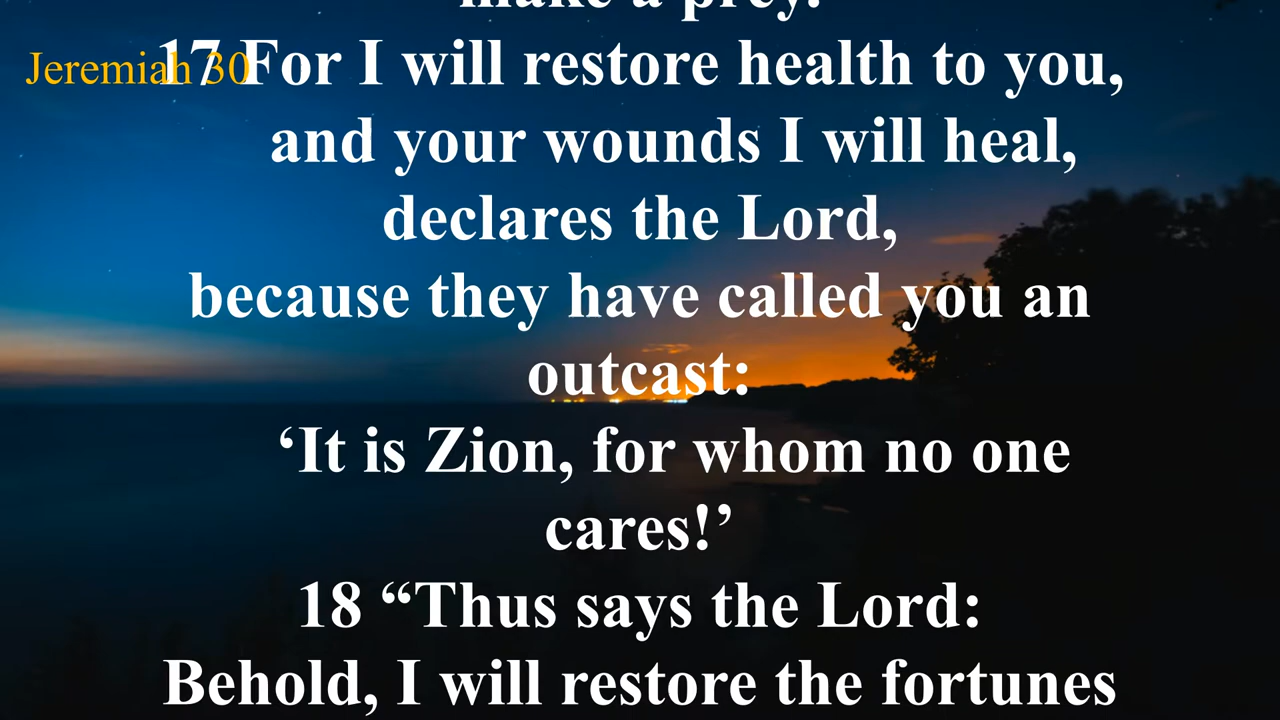 make a prey.
Jeremiah 30
17 For I will restore health to you,
and your wounds I will heal,
declares the Lord,
because they have called you an
outcast:
‘It is Zion, for whom no one
cares!’
18 “Thus says the Lord:
Behold, I will restore the fortunes